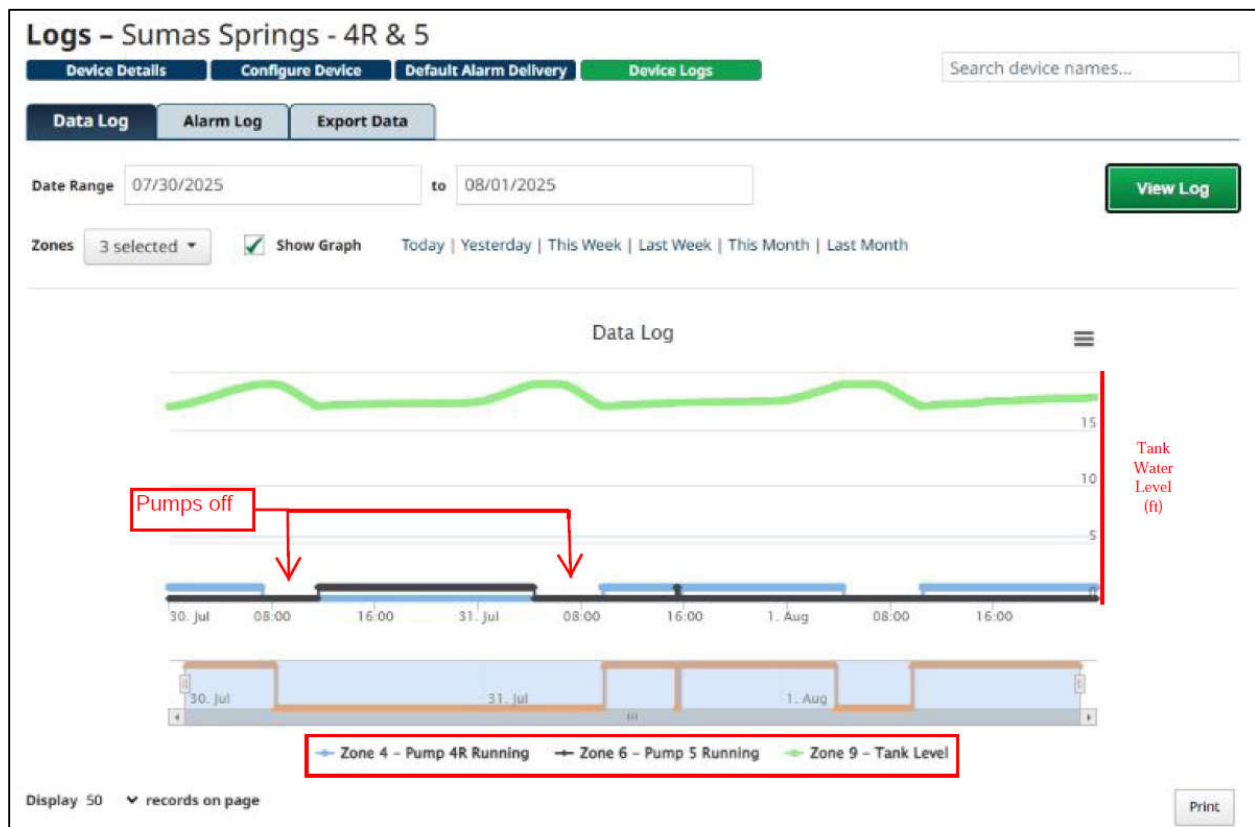 Logs – Sumas Springs - 4R & 5
Device Details Configure Device Default Alarm Delivery Device Logs
Search device names...
Data Log Alarm Log Export Data
Date Range 07/30/2025 to 08/01/2025
View Log
Zones 3 selected Show Graph Today | Yesterday | This Week | Last Week | This Month | Last Month
Data Log
15
10
5
0
Tank
Water
Level
(ft)
Pumps off
30. Jul 08:00 16:00 31. Jul 08:00 16:00 1. Aug 08:00 16:00
30. Jul 31. Jul 1. Aug
Zone 4 – Pump 4R Running Zone 6 – Pump 5 Running Zone 9 – Tank Level
Display 50 records on page
Print